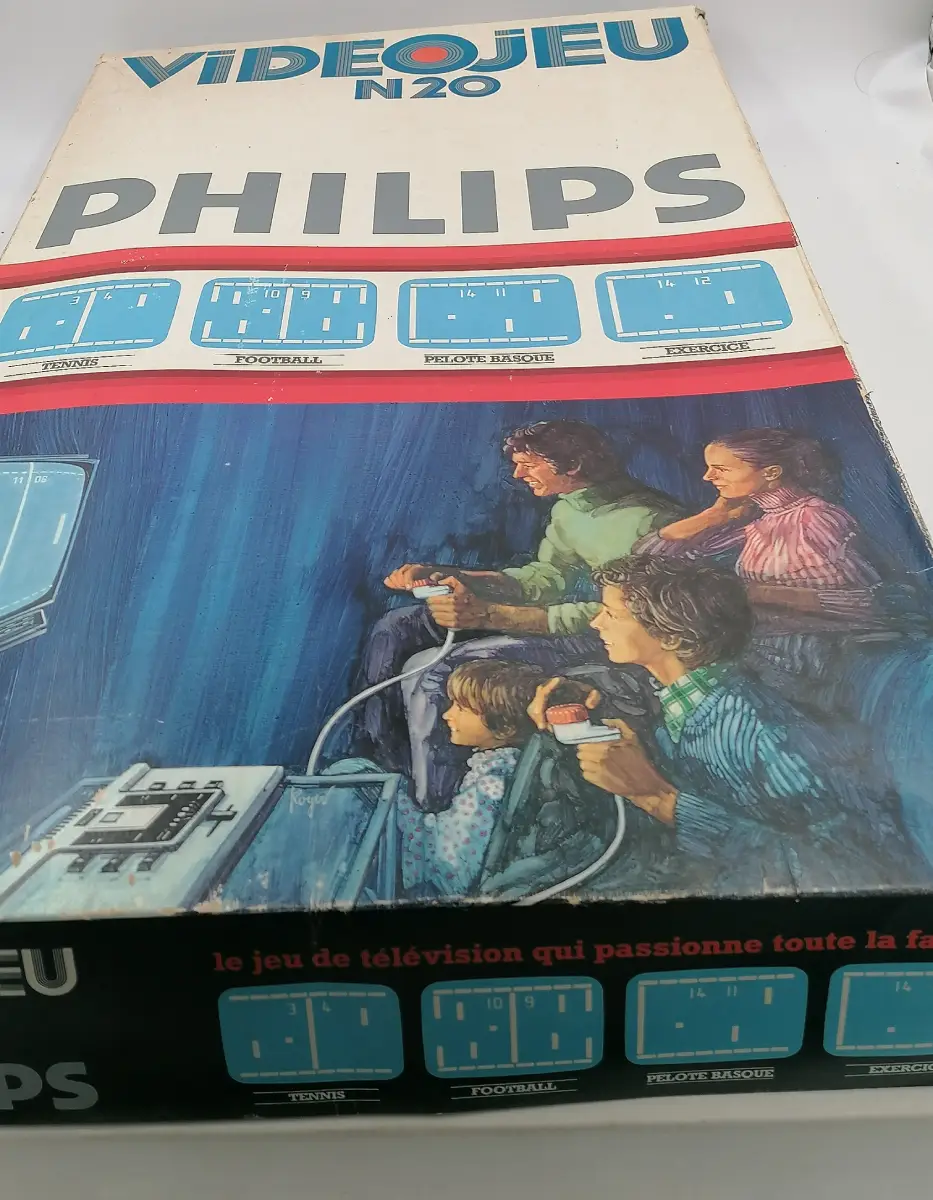 ViDEOJEU
N20
PHILIPS
3 4
10 9
14 11
14 12
TENNIS
FOOTBALL
PELOTE BASQUE
EXERCICE
11 06
Roger
EU
le jeu de télévision qui passionne toute la fa
3 4
10 9
14 11
14
PS
TENNIS
FOOTBALL
PELOTE BASQUE
EXERCIC